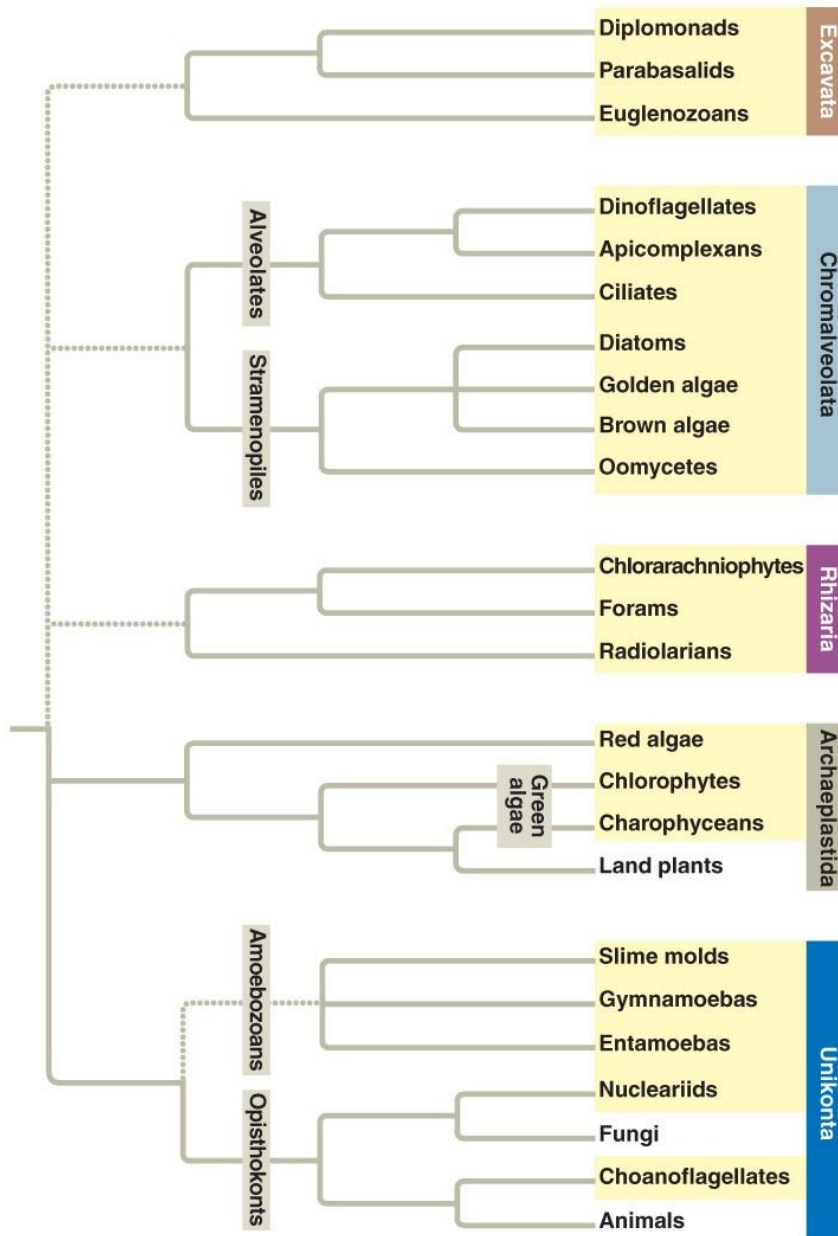 Diplomonads
Parabasalids
Euglenozoans
Excavata
Alveolates
Dinoflagellates
Apicomplexans
Ciliates
Stramenopiles
Diatoms
Golden algae
Brown algae
Oomycetes
Chromalveolata
Chlorarachniophytes
Forams
Radiolarians
Rhizaria
Red algae
Green
algae
Chlorophytes
Charophyceans
Land plants
Archaeplastida
Amoebozoans
Slime molds
Gymnamoebas
Entamoebas
Opisthokonts
Nucleariids
Fungi
Choanoflagellates
Animals
Unikonta